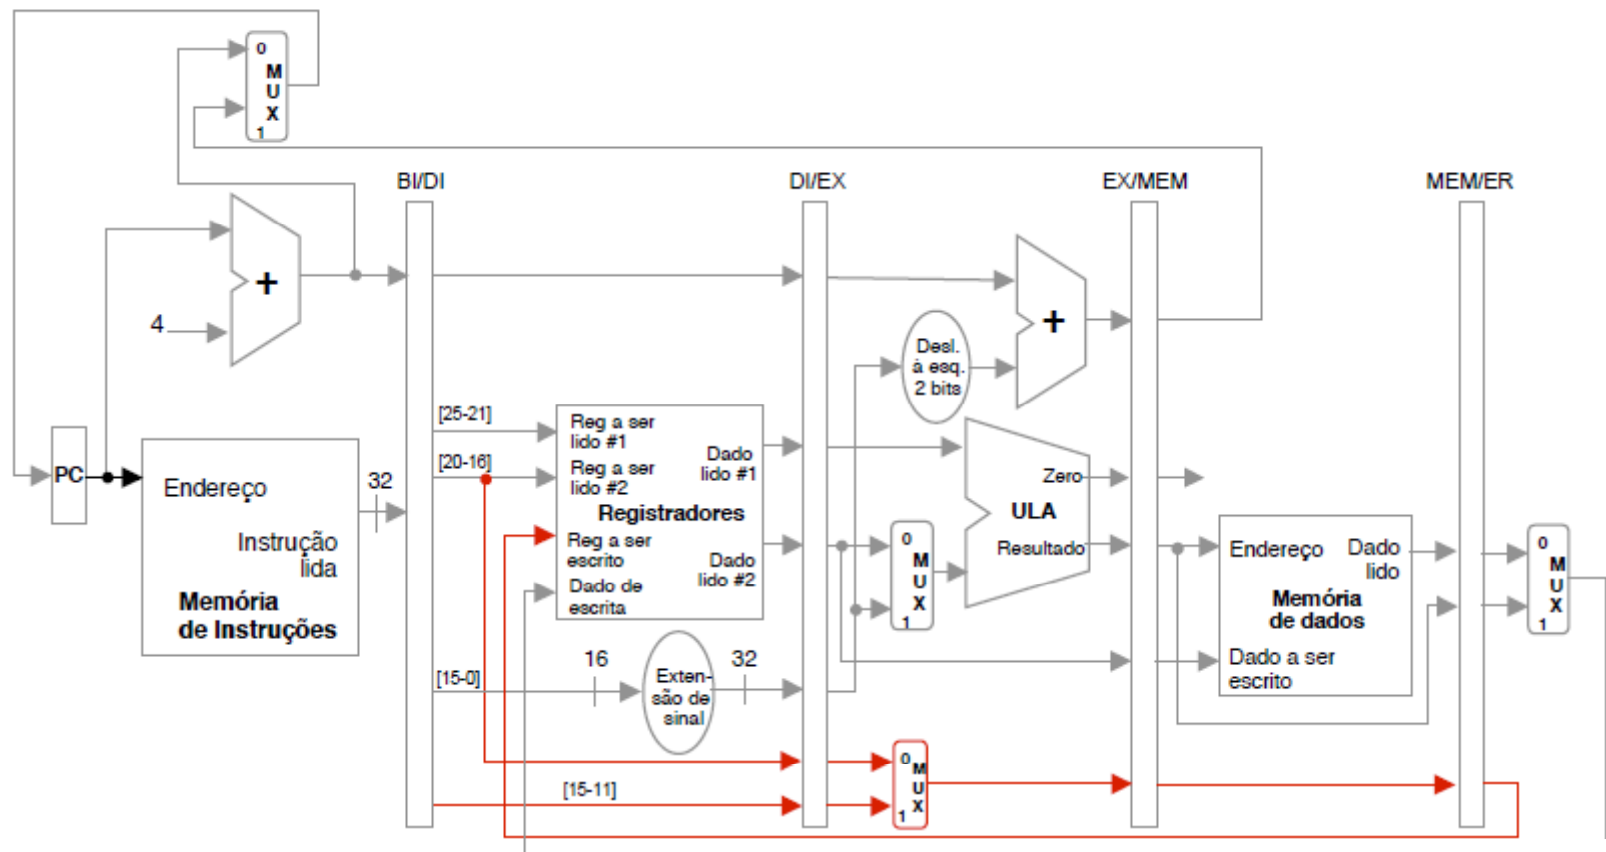 0
M
U
X
1
BI/DI
DI/EX
EX/MEM
MEM/ER
+
4
+
Desl.
à esq.
2 bits
[25-21]
[20-16]
PC
32
Endereço
Instrução
lida
Memória
de Instruções
Reg a ser
lido #1
Reg a ser
lido #2
Dado
lido #1
Registradores
Reg a ser
escrito
Dado
lido #2
Dado de
escrita
Zero
ULA
Resultado
0
M
U
X
1
Endereço
Dado
lido
Memória
de dados
Dado a ser
escrito
0
M
U
X
1
[15-0]
16
Exten-
são de
sinal
32
[15-11]
0
M
U
X
1